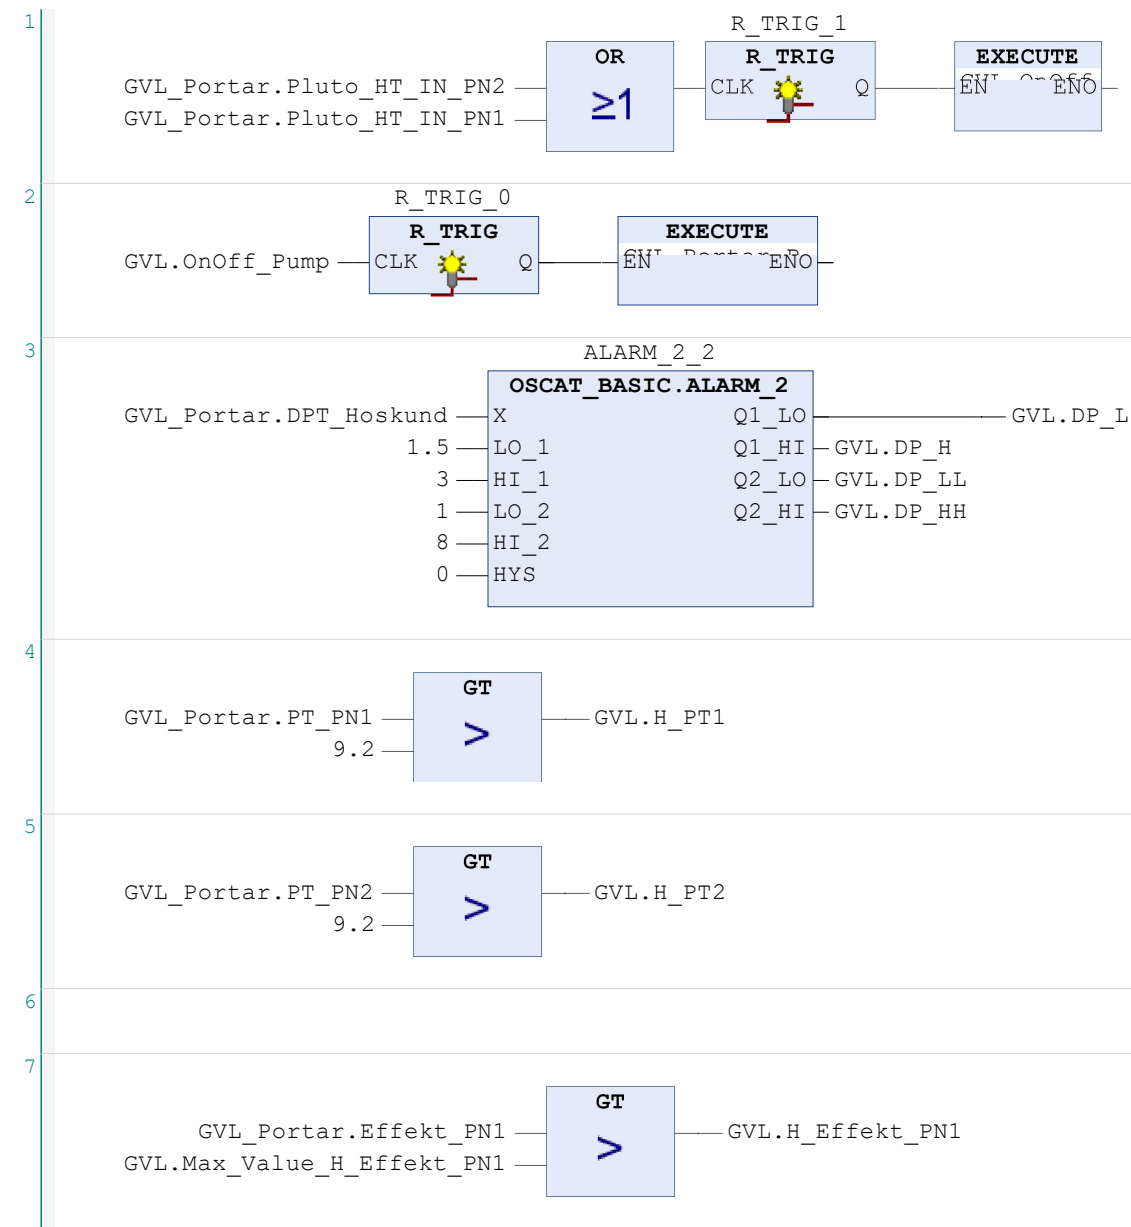 1
R_TRIG_1
OR R_TRIG EXECUTE
GVL_Portar.Pluto_HT_IN_PN2 ≥1 CLK Q EN ENO
GVL_Portar.Pluto_HT_IN_PN1
2
R_TRIG_0
R_TRIG EXECUTE
GVL.OnOff_Pump CLK Q EN ENO
3
ALARM_2_2
OSCAT_BASIC.ALARM_2
GVL_Portar.DPT_Hoskund X Q1_LO GVL.DP_L
1.5 LO_1 Q1_HI GVL.DP_H
3 HI_1 Q2_LO GVL.DP_LL
1 LO_2 Q2_HI GVL.DP_HH
8 HI_2
0 HYS
4
GT
GVL_Portar.PT_PN1 > GVL.H_PT1
9.2
5
GT
GVL_Portar.PT_PN2 > GVL.H_PT2
9.2
6
7
GT
GVL_Portar.Effekt_PN1 > GVL.H_Effekt_PN1
GVL.Max_Value_H_Effekt_PN1